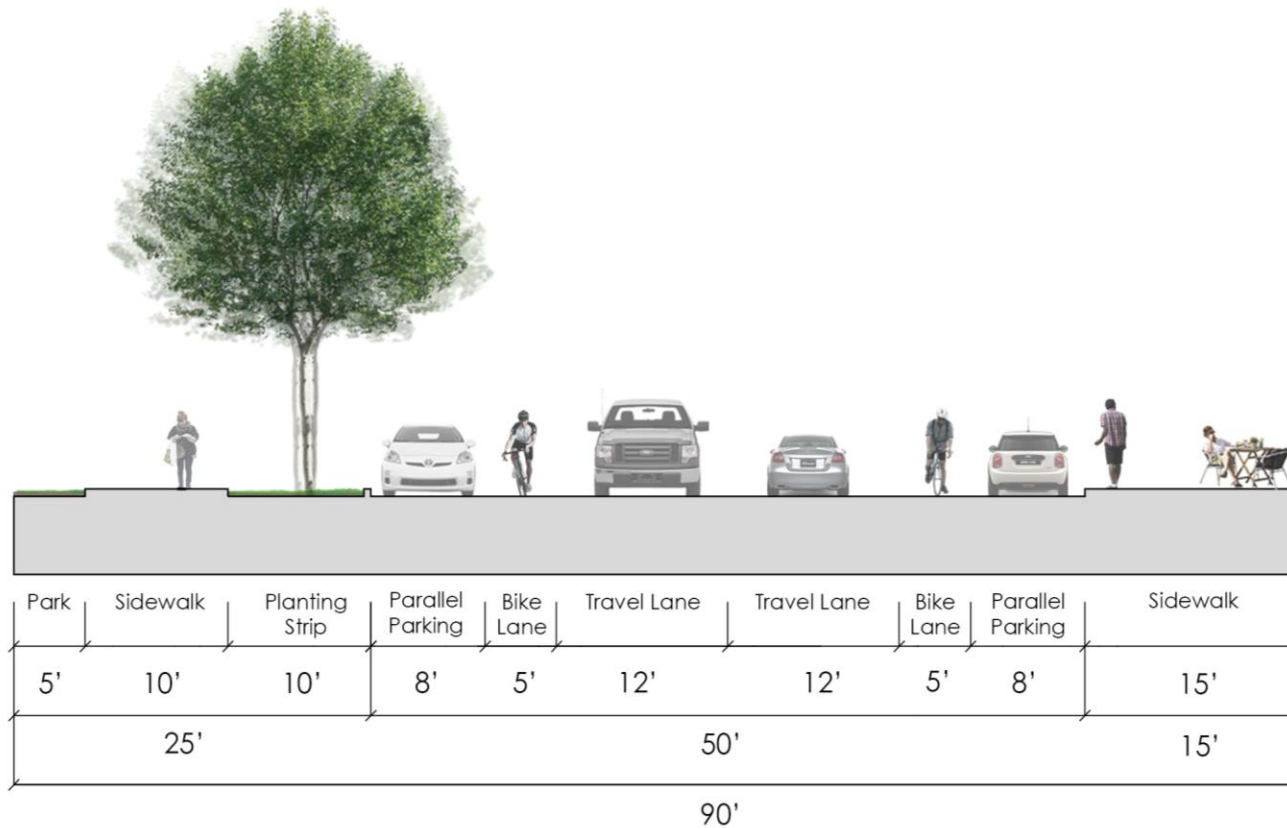 Park
Sidewalk
Planting
Strip
Parallel
Parking
Bike
Lane
Travel Lane
Travel Lane
Bike
Lane
Parallel
Parking
Sidewalk
5’
10’
10’
8’
5’
12’
12’
5’
8’
15’
25’
50’
15’
90’